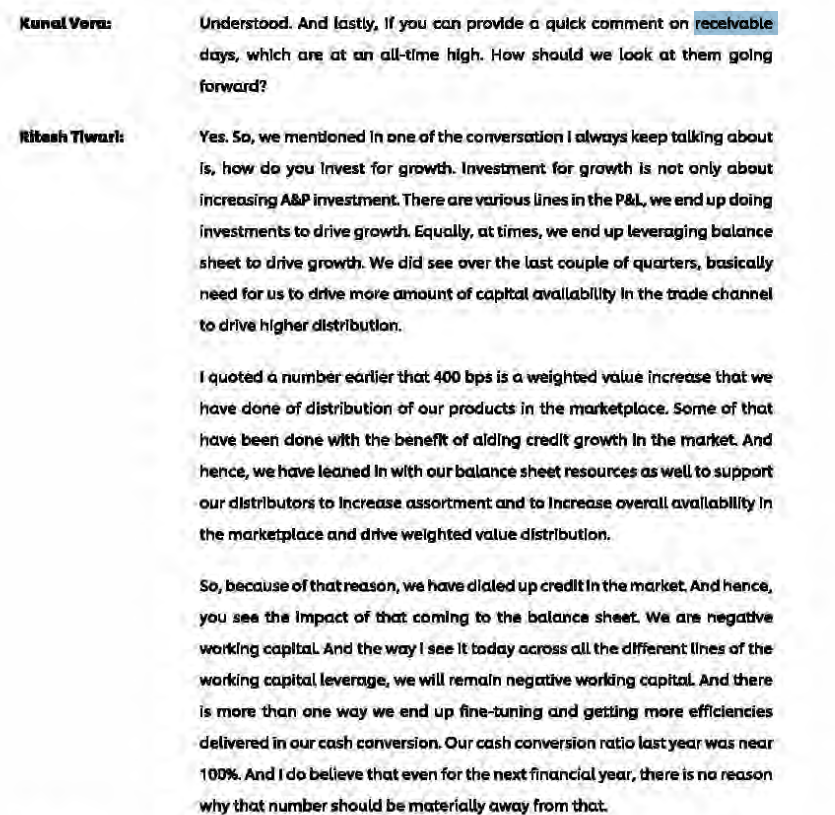 Kunal Vora: Understood. And lastly, if you can provide a quick comment on receivable
days, which are at an all-time high. How should we look at them going
forward?
Ritesh Tiwari: Yes. So, we mentioned in one of the conversation I always keep talking about
is, how do you invest for growth. Investment for growth is not only about
increasing A&P investment. There are various lines in the P&L, we end up doing
investments to drive growth. Equally, at times, we end up leveraging balance
sheet to drive growth. We did see over the last couple of quarters, basically
need for us to drive more amount of capital availability in the trade channel
to drive higher distribution.
I quoted a number earlier that 400 bps is a weighted value increase that we
have done of distribution of our products in the marketplace. Some of that
have been done with the benefit of aiding credit growth in the market. And
hence, we have leaned in with our balance sheet resources as well to support
our distributors to increase assortment and to increase overall availability in
the marketplace and drive weighted value distribution.
So, because of that reason, we have dialed up credit in the market. And hence,
you see the impact of that coming to the balance sheet. We are negative
working capital. And the way I see it today across all the different lines of the
working capital leverage, we will remain negative working capital. And there
is more than one way we end up fine-tuning and getting more efficiencies
delivered in our cash conversion. Our cash conversion ratio last year was near
100%. And I do believe that even for the next financial year, there is no reason
why that number should be materially away from that.